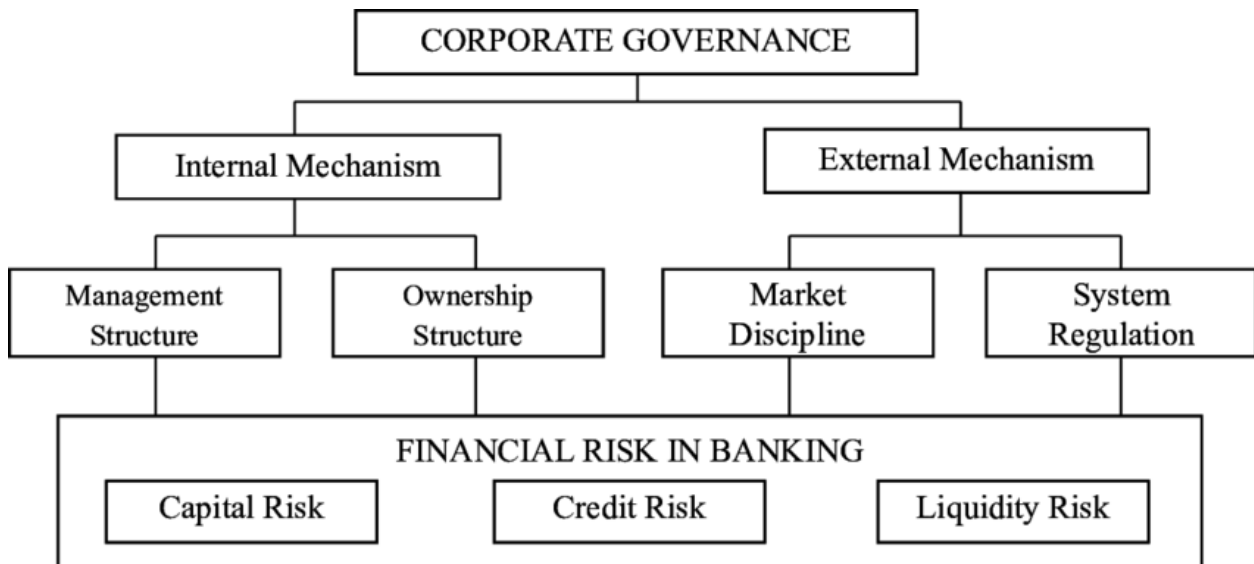 CORPORATE GOVERNANCE
Internal Mechanism
External Mechanism
Management
Structure
Ownership
Structure
Market
Discipline
System
Regulation
FINANCIAL RISK IN BANKING
Capital Risk
Credit Risk
Liquidity Risk